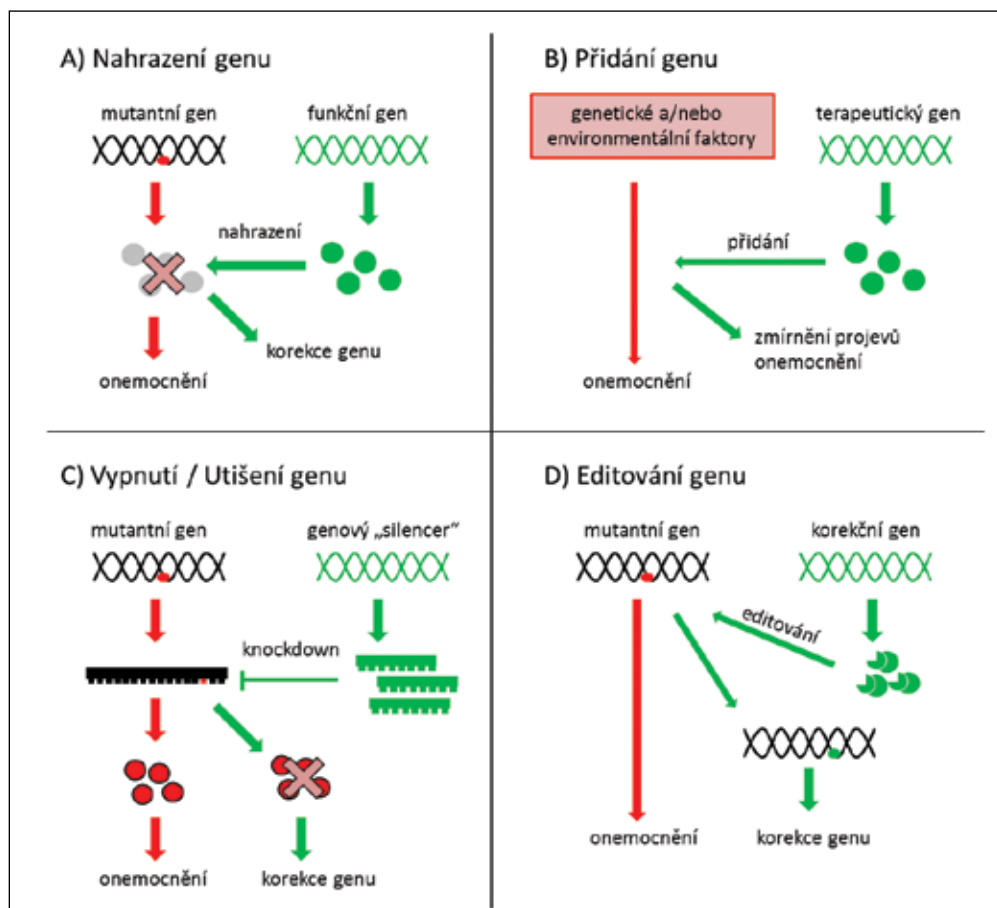 A) Nahrazení genu
mutantní gen
funkční gen
nahrazení
korekce genu
onemocnění
B) Přidání genu
genetické a/nebo
environmentální faktory
terapeutický gen
přidání
zmírnění projevů
onemocnění
onemocnění
C) Vypnutí / Utišení genu
mutantní gen
genový „silencer“
knockdown
onemocnění
korekce genu
D) Editování genu
mutantní gen
korekční gen
editování
onemocnění
korekce genu